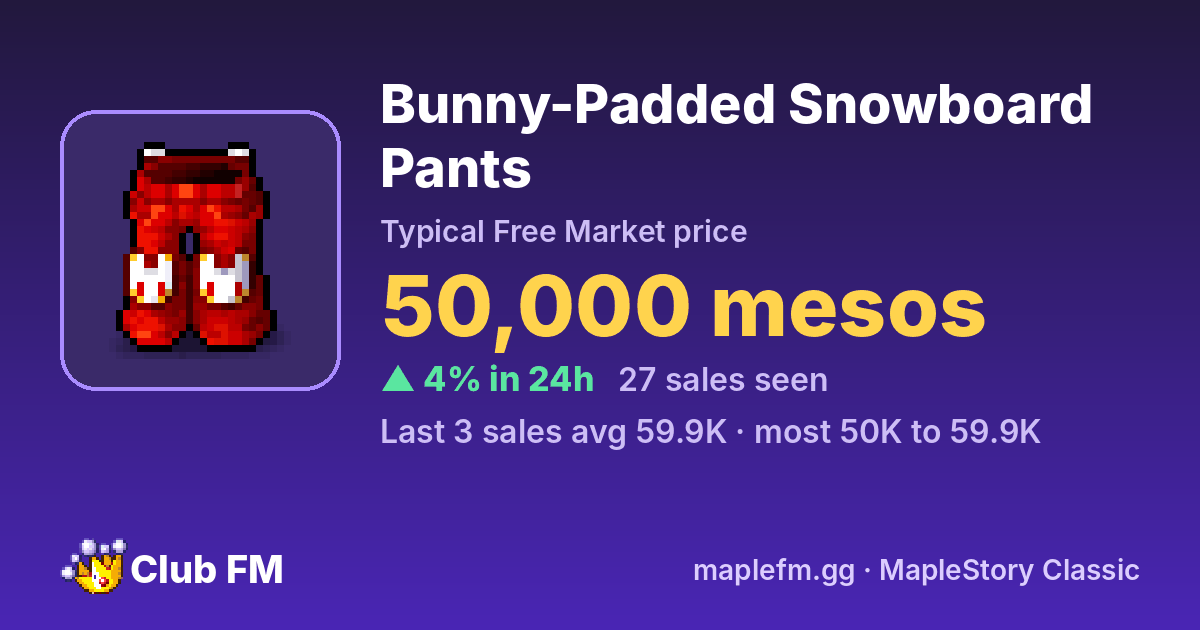 Bunny-Padded Snowboard
Pants
Typical Free Market price
50,000 mesos
▲ 4% in 24h 27 sales seen
Last 3 sales avg 59.9K · most 50K to 59.9K
Club FM
maplefm.gg · MapleStory Classic